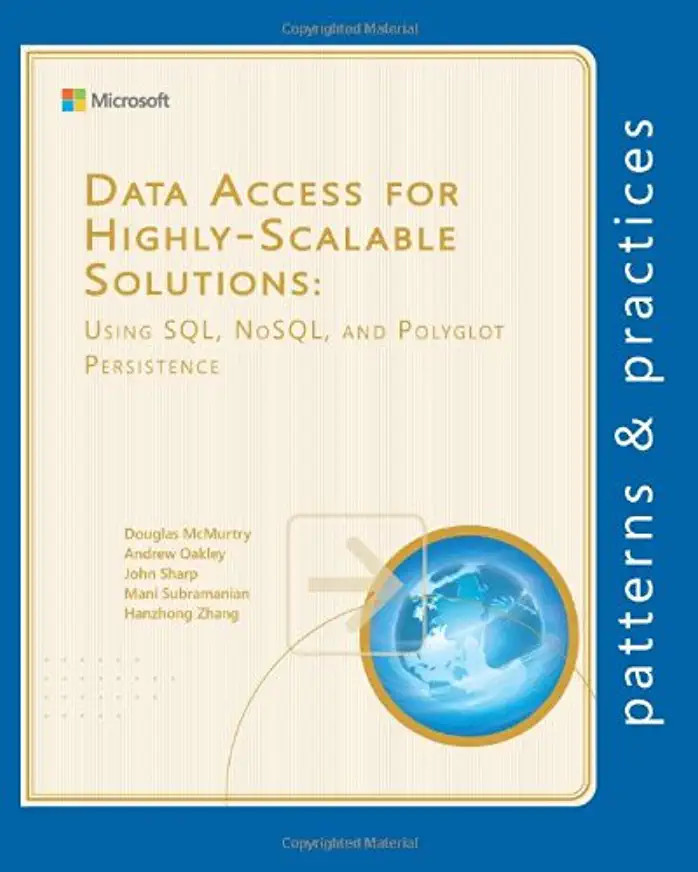 Copyrighted Material
Microsoft
DATA ACCESS FOR
HIGHLY-SCALABLE
SOLUTIONS:
USING SQL, NOSQL, AND POLYGLOT
PERSISTENCE
Douglas McMurtry
Andrew Oakley
John Sharp
Mani Subramanian
Hanzhong Zhang
patterns & practices
Copyrighted Material